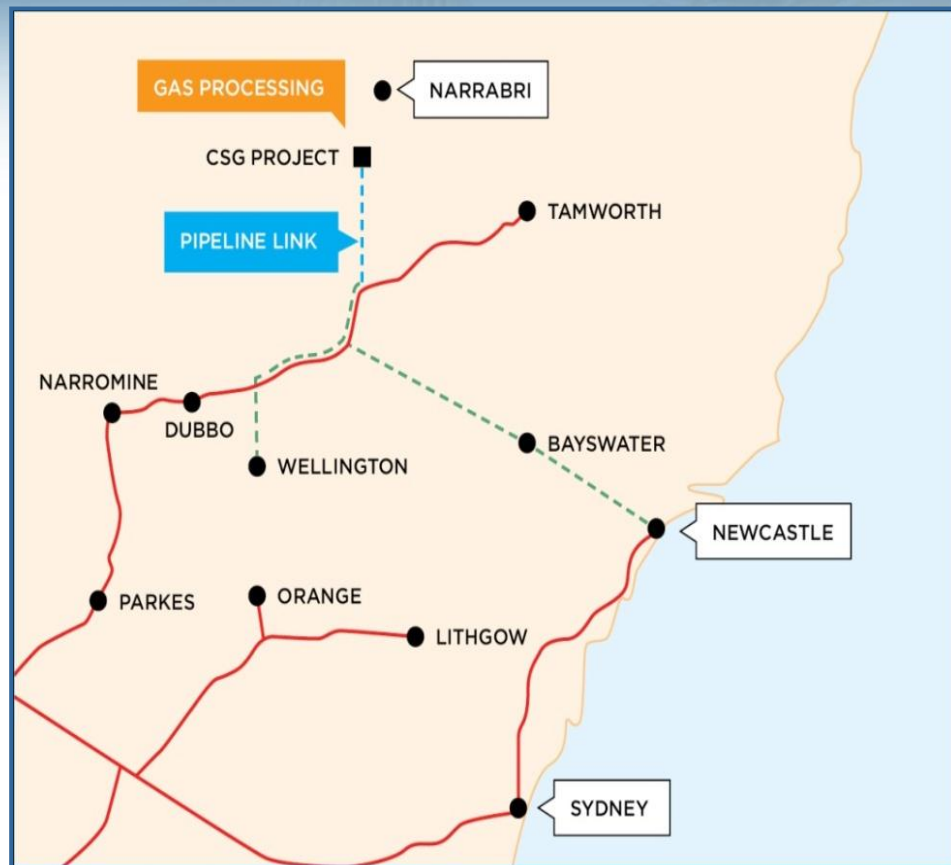 GAS PROCESSING
NARRABRI
CSG PROJECT
TAMWORTH
PIPELINE LINK
NARROMINE
DUBBO
WELLINGTON
BAYSWATER
NEWCASTLE
PARKES
ORANGE
LITHGOW
SYDNEY